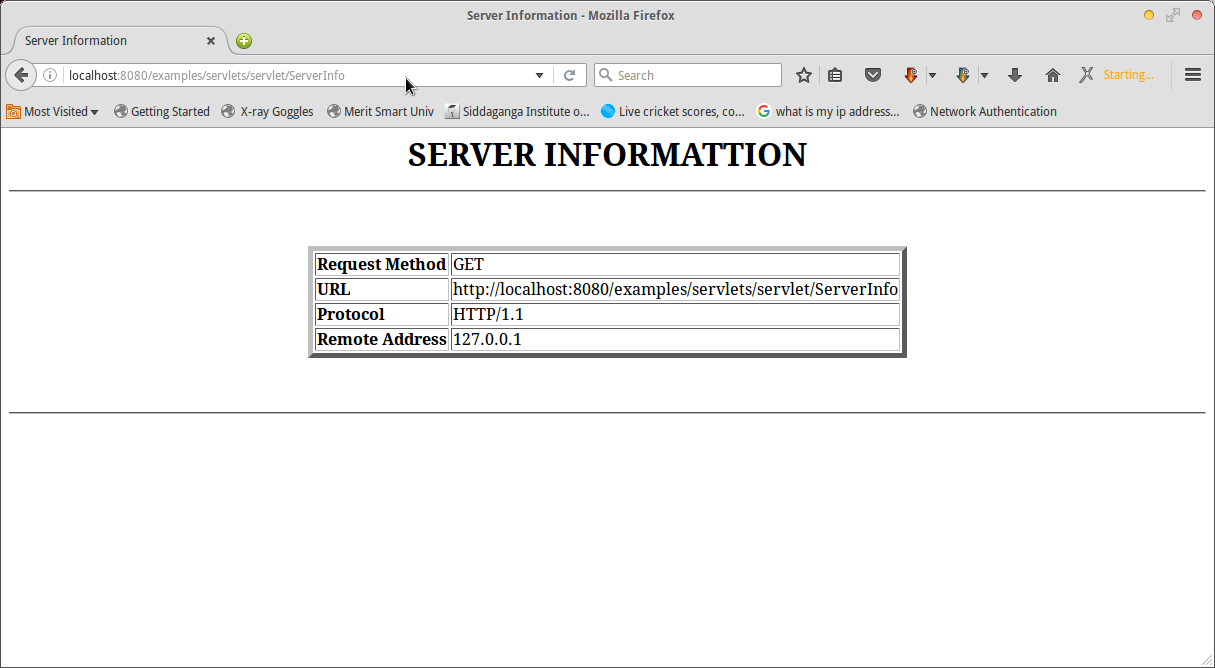 Server Information - Mozilla Firefox
Server Information
localhost:8080/examples/servlets/servlet/ServerInfo
Search
Starting...
Most Visited
Getting Started
X-ray Goggles
Merit Smart Univ
Siddaganga Institute o...
Live cricket scores, co...
what is my ip address...
Network Authentication
SERVER INFORMATTION
Request Method GET
URL http://localhost:8080/examples/servlets/servlet/ServerInfo
Protocol HTTP/1.1
Remote Address 127.0.0.1